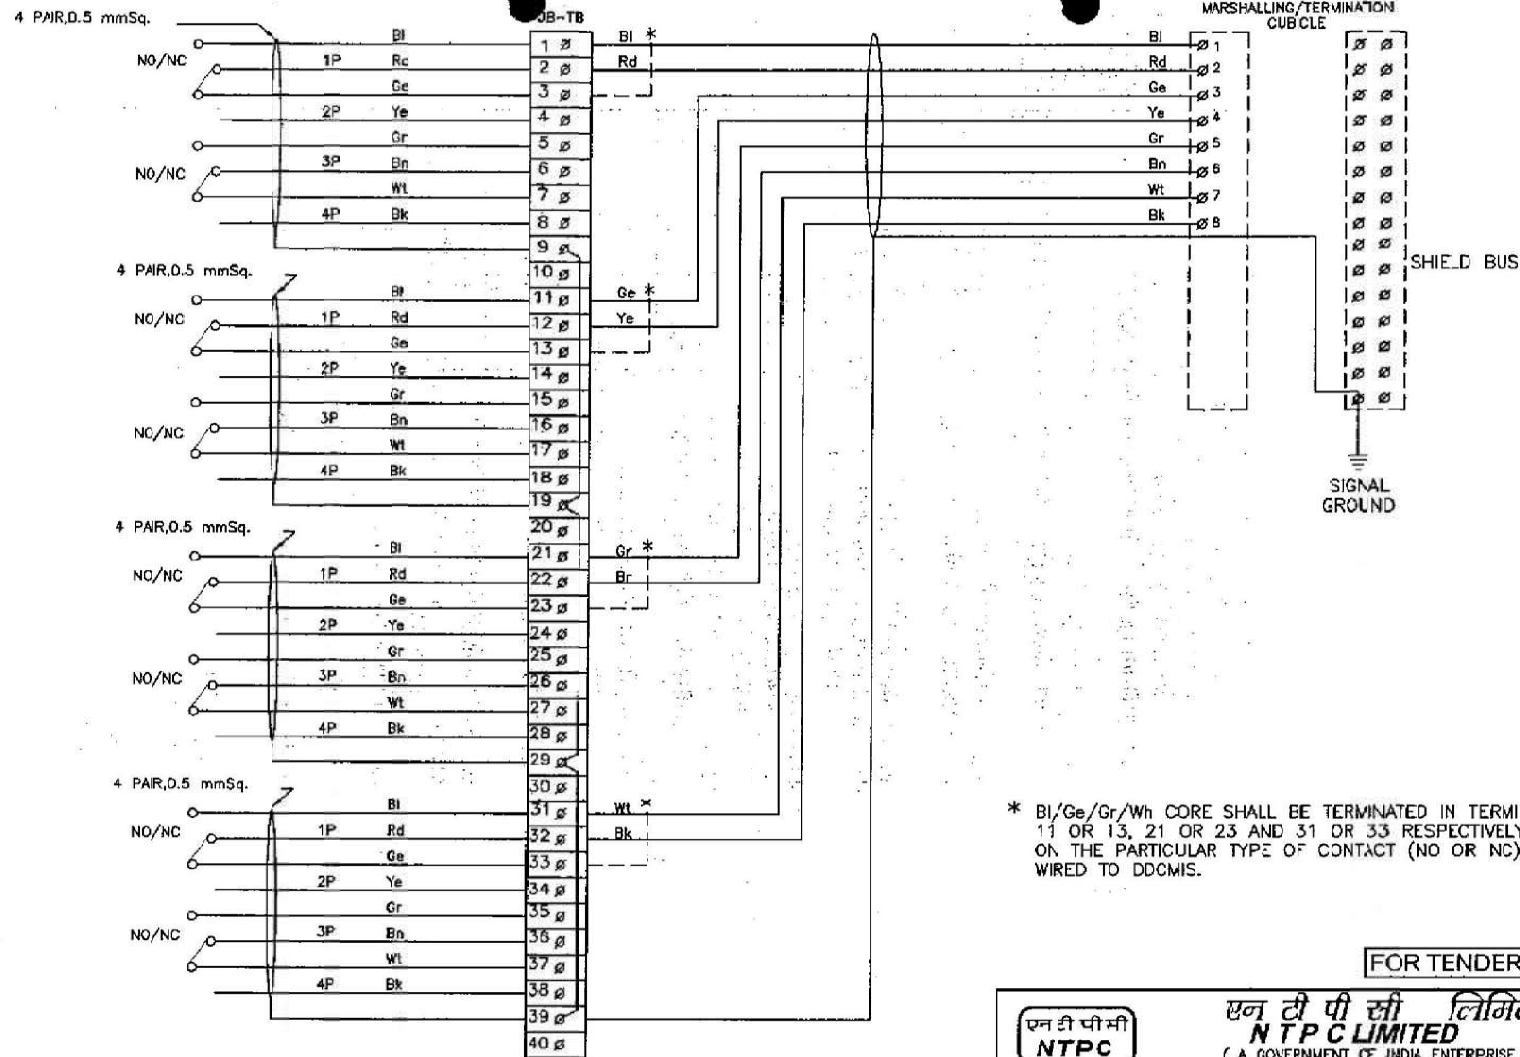 4 PAIR,0.5 mmSq.
JB-TB
MARSHALLING/TERMINATION
CUBICLE
NO/NC
1P
2P
3P
4P
Bl
Rd
Ge
Ye
Gr
Bn
Wt
Bk
NO/NC
1
2
3
4
5
6
7
8
9
10
Bl *
Rd
Bl
Rd
Ge
Ye
Gr
Bn
Wt
Bk
1
2
3
4
5
6
7
8
SHIELD BUS
SIGNAL
GROUND
4 PAIR,0.5 mmSq.
NO/NC
1P
2P
3P
4P
Bl
Rd
Ge
Ye
Gr
Bn
Wt
Bk
NO/NC
11
12
13
14
15
16
17
18
19
20
Ge *
Ye
4 PAIR,0.5 mmSq.
NO/NC
1P
2P
3P
4P
Bl
Rd
Ge
Ye
Gr
Bn
Wt
Bk
NO/NC
21
22
23
24
25
26
27
28
29
30
Gr *
Br
4 PAIR,0.5 mmSq.
NO/NC
1P
2P
3P
4P
Bl
Rd
Ge
Ye
Gr
Bn
Wt
Bk
NO/NC
31
32
33
34
35
36
37
38
39
40
Wt *
Bk
* Bl/Ge/Gr/Wh CORE SHALL BE TERMINATED IN TERMI
11 OR 13, 21 OR 23 AND 31 OR 33 RESPECTIVELY
ON THE PARTICULAR TYPE OF CONTACT (NO OR NC)
WIRED TO DDCMIS.
FOR TENDER
एन टी पी सी
NTPC
एन टी पी सी
NTPC LIMITED
( A GOVERNMENT OF INDIA ENTERPRISE